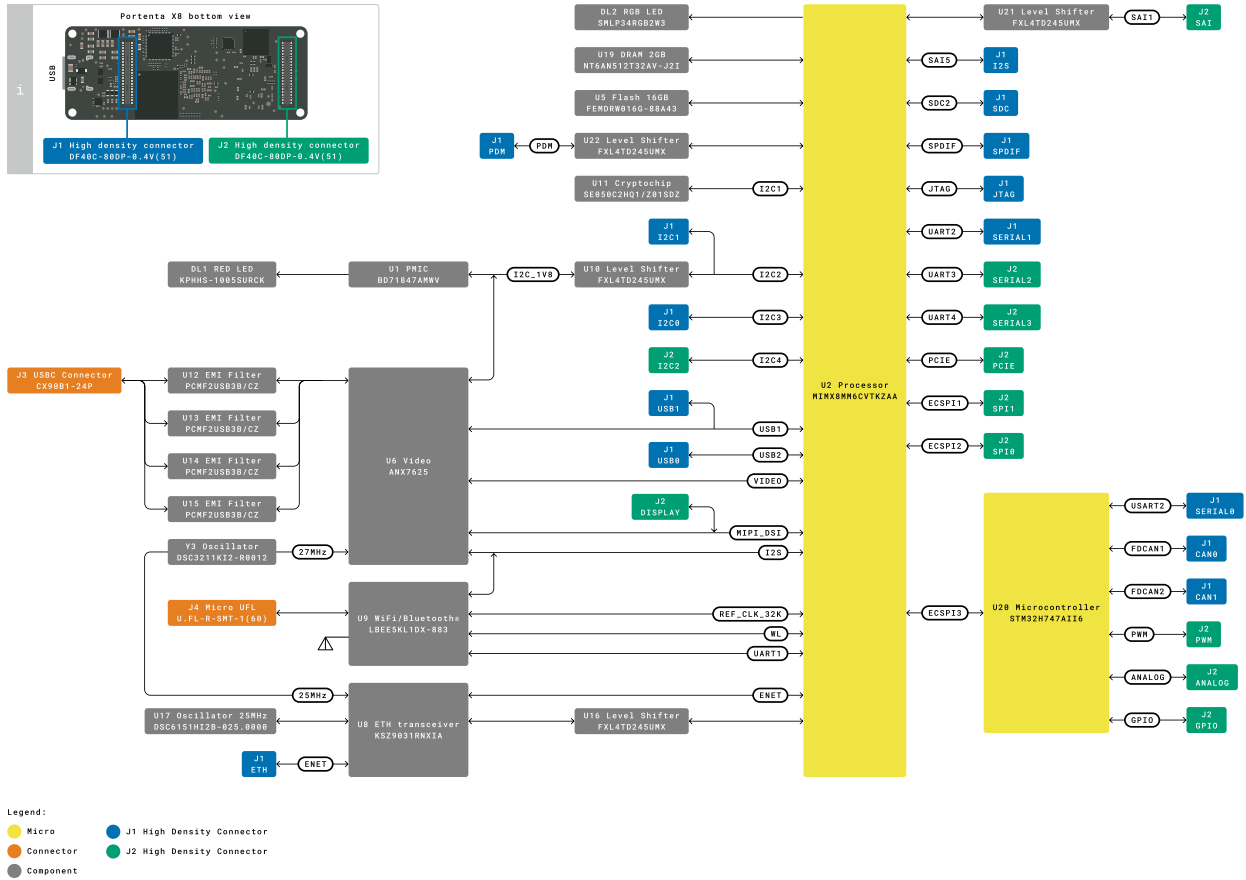 Portenta X8 bottom view
USB
i
J1 High density connector
DF40C-80DP-0.4V(51)
J2 High density connector
DF40C-80DP-0.4V(51)
DL2 RGB LED
SMLP34RGB2W3
U19 DRAM 2GB
NT6AN512T32AV-J2I
U5 Flash 16GB
FEMDRW016G-88A43
J1
PDM
PDM
U22 Level Shifter
FXL4TD245UMX
U11 Cryptochip
SE050C2HQ1/Z01SDZ
I2C1
J1
I2C1
DL1 RED LED
KPHHS-1005SURCK
U1 PMIC
BD71847AMWV
I2C_1V8
U10 Level Shifter
FXL4TD245UMX
I2C2
J1
I2C0
I2C3
J2
I2C2
I2C4
J3 USBC Connector
CX90B1-24P
U12 EMI Filter
PCMF2USB3B/CZ
U13 EMI Filter
PCMF2USB3B/CZ
U14 EMI Filter
PCMF2USB3B/CZ
U15 EMI Filter
PCMF2USB3B/CZ
U6 Video
ANX7625
J1
USB1
USB1
J1
USB0
USB2
VIDEO
J2
DISPLAY
MIPI_DSI
I2S
Y3 Oscillator
DSC3211KI2-R0012
27MHz
J4 Micro UFL
U.FL-R-SMT-1(60)
U9 WiFi/Bluetooth®
LBEE5KL1DX-883
REF_CLK_32K
WL
UART1
25MHz
U17 Oscillator 25MHz
DSC6151HI2B-025.0000
U8 ETH transceiver
KSZ9031RNXIA
ENET
U16 Level Shifter
FXL4TD245UMX
J1
ETH
ENET
U2 Processor
MIMX8MM6CVTKZAA
U21 Level Shifter
FXL4TD245UMX
SAI1
J2
SAI
SAI5
J1
I2S
SDC2
J1
SDC
SPDIF
J1
SPDIF
JTAG
J1
JTAG
UART2
J1
SERIAL1
UART3
J2
SERIAL2
UART4
J2
SERIAL3
PCIE
J2
PCIE
ECSPI1
J2
SPI1
ECSPI2
J2
SPI0
ECSPI3
U20 Microcontroller
STM32H747AII6
USART2
J1
SERIAL0
FDCAN1
J1
CAN0
FDCAN2
J1
CAN1
PWM
J2
PWM
ANALOG
J2
ANALOG
GPIO
J2
GPIO
Legend:
Micro
J1 High Density Connector
Connector
J2 High Density Connector
Component